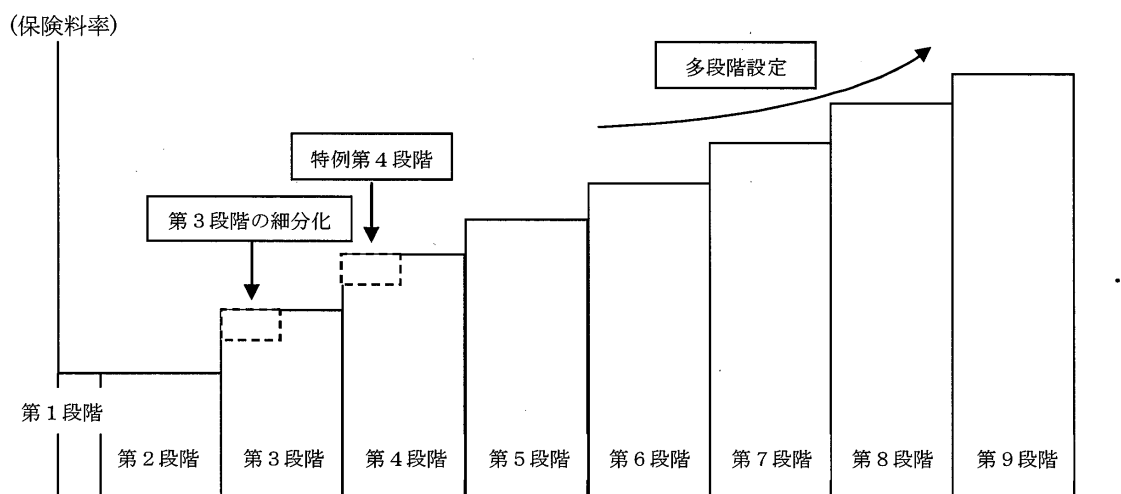 (保険料率)
多段階設定
特例第４段階
第３段階の細分化
第１段階
第２段階
第３段階
第４段階
第５段階
第６段階
第７段階
第８段階
第９段階